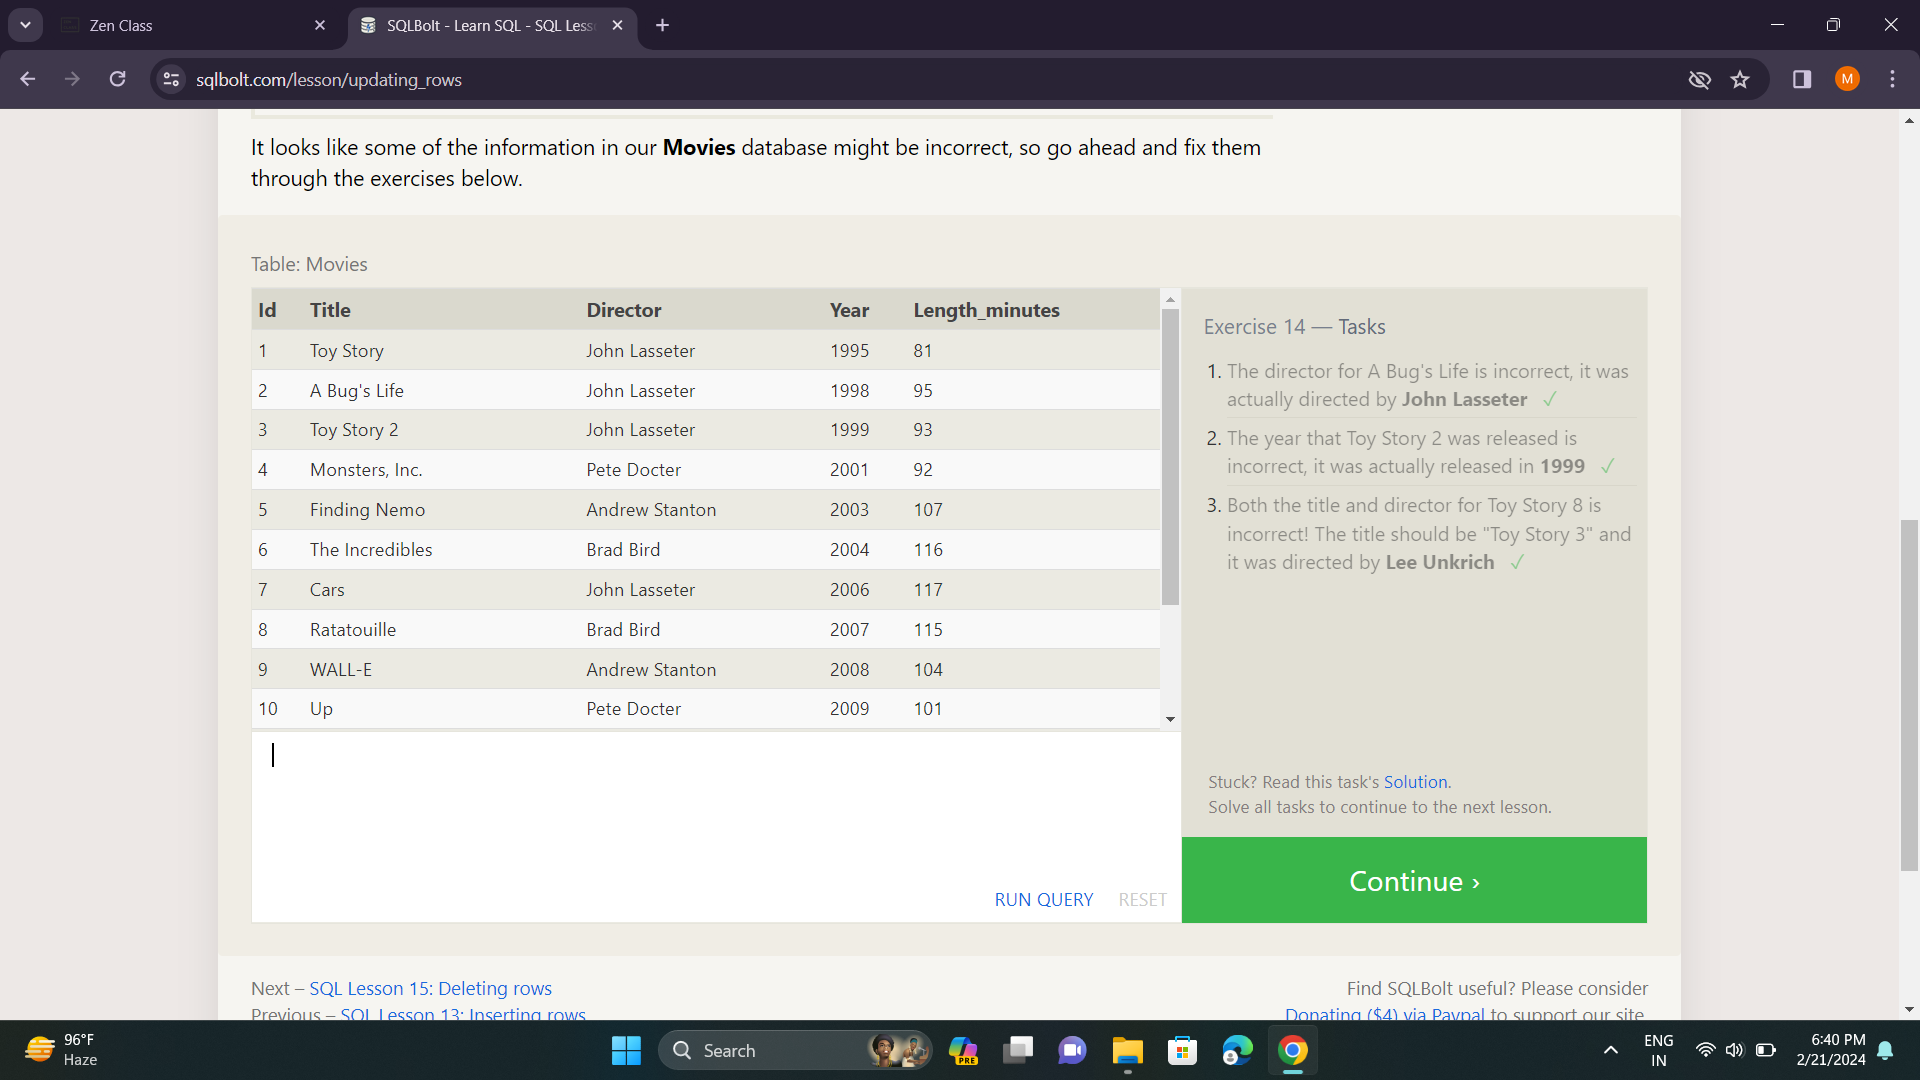 Zen Class
SQLBolt - Learn SQL - SQL Less
sqlbolt.com/lesson/updating_rows
M
It looks like some of the information in our Movies database might be incorrect, so go ahead and fix them
through the exercises below.
Table: Movies
Id Title Director Year Length_minutes
1 Toy Story John Lasseter 1995 81
2 A Bug's Life John Lasseter 1998 95
3 Toy Story 2 John Lasseter 1999 93
4 Monsters, Inc. Pete Docter 2001 92
5 Finding Nemo Andrew Stanton 2003 107
6 The Incredibles Brad Bird 2004 116
7 Cars John Lasseter 2006 117
8 Ratatouille Brad Bird 2007 115
9 WALL-E Andrew Stanton 2008 104
10 Up Pete Docter 2009 101
RUN QUERY RESET
Exercise 14 — Tasks
1. The director for A Bug's Life is incorrect, it was
actually directed by John Lasseter ✓
2. The year that Toy Story 2 was released is
incorrect, it was actually released in 1999 ✓
3. Both the title and director for Toy Story 8 is
incorrect! The title should be "Toy Story 3" and
it was directed by Lee Unkrich ✓
Stuck? Read this task's Solution.
Solve all tasks to continue to the next lesson.
Continue ›
Next – SQL Lesson 15: Deleting rows
Previous – SQL Lesson 13: Inserting rows
Find SQLBolt useful? Please consider
Donating ($4) via Paypal to support our site.
96°F
Haze
Search
PRE
ENG
IN
6:40 PM
2/21/2024